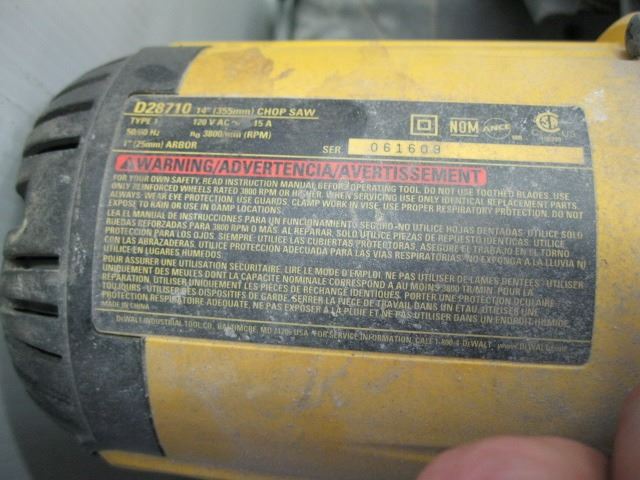 D28710 14" (355mm) CHOP SAW
TYPE 1 120 V AC ~ 15 A
50/60 Hz n0 3800/min (RPM)
1" (25mm) ARBOR
NOM ANCE
SER. 061609
WARNING/ADVERTENCIA/AVERTISSEMENT
FOR YOUR OWN SAFETY, READ INSTRUCTION MANUAL BEFORE OPERATING TOOL. DO NOT USE TOOTHED BLADES. USE
ONLY REINFORCED WHEELS RATED 3800 RPM OR HIGHER. WHEN SERVICING USE ONLY IDENTICAL REPLACEMENT PARTS.
ALWAYS WEAR EYE PROTECTION. USE GUARDS. CLAMP WORK IN VISE. USE PROPER RESPIRATORY PROTECTION. DO NOT
EXPOSE TO RAIN OR USE IN DAMP LOCATIONS.
LEA EL MANUAL DE INSTRUCCIONES PARA UN FUNCIONAMIENTO SEGURO. NO UTILICE HOJAS DENTADAS. UTILICE SOLO
RUEDAS REFORZADAS PARA 3800 RPM O MAS. AL REPARAR, SOLO UTILICE PIEZAS DE REPUESTO IDENTICAS. UTILICE
PROTECCIÓN PARA LOS OJOS. SIEMPRE, UTILICE LAS CUBIERTAS PROTECTORAS, ASEGURE EL TRABAJO EN EL TORNO
CON LAS ABRAZADERAS. UTILICE PROTECCIÓN ADECUADA PARA LAS VIAS RESPIRATORIAS. NO EXPONGA A LA LLUVIA NI
UTILICE EN LUGARES HUMEDOS.
POUR ASSURER UNE UTILISATION SÉCURITAIRE, LIRE LE MODE D'EMPLOI. NE PAS UTILISER DE LAMES DENTÉES. UTILISER
UNIQUEMENT DES MEULES DONT LA CAPACITÉ NOMINALE CORRESPOND À AU MOINS 3800 TR/MIN. POUR LA
RÉPARATION, UTILISER UNIQUEMENT LES PIÈCES DE RECHANGE IDENTIQUES. PORTER UNE PROTECTION OCULAIRE
TOUJOURS UTILISER DES DISPOSITIFS DE GARDE. SERRER LA PIÈCE DE TRAVAIL DANS UN ÉTAU. UTILISER UNE
PROTECTION RESPIRATOIRE ADÉQUATE. NE PAS EXPOSER À LA PLUIE ET NE PAS UTILISER DANS UN ENDROIT HUMIDE.
MADE IN CHINA
DEWALT INDUSTRIAL TOOL CO., BALTIMORE, MD 21286 USA FOR SERVICE INFORMATION, CALL 1-800-4-DEWALT